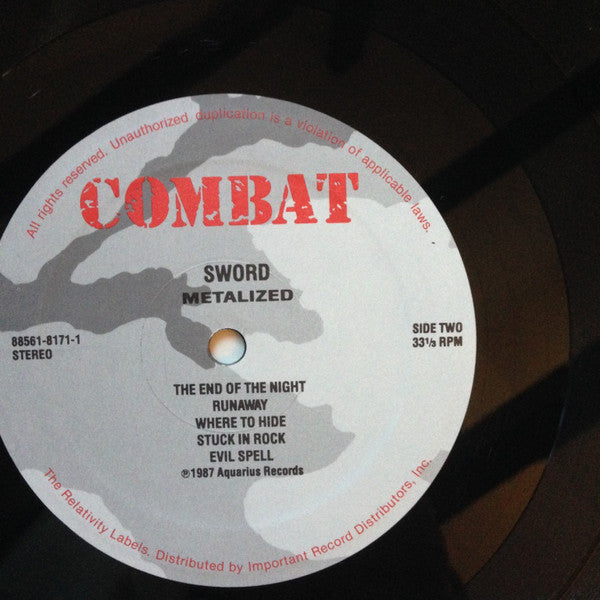 All rights reserved. Unauthorized duplication is a violation of applicable laws.
COMBAT
SWORD
METALIZED
88561-8171-1
STEREO
SIDE TWO
33⅓ RPM
THE END OF THE NIGHT
RUNAWAY
WHERE TO HIDE
STUCK IN ROCK
EVIL SPELL
℗1987 Aquarius Records
The Relativity Labels. Distributed by Important Record Distributors, Inc.